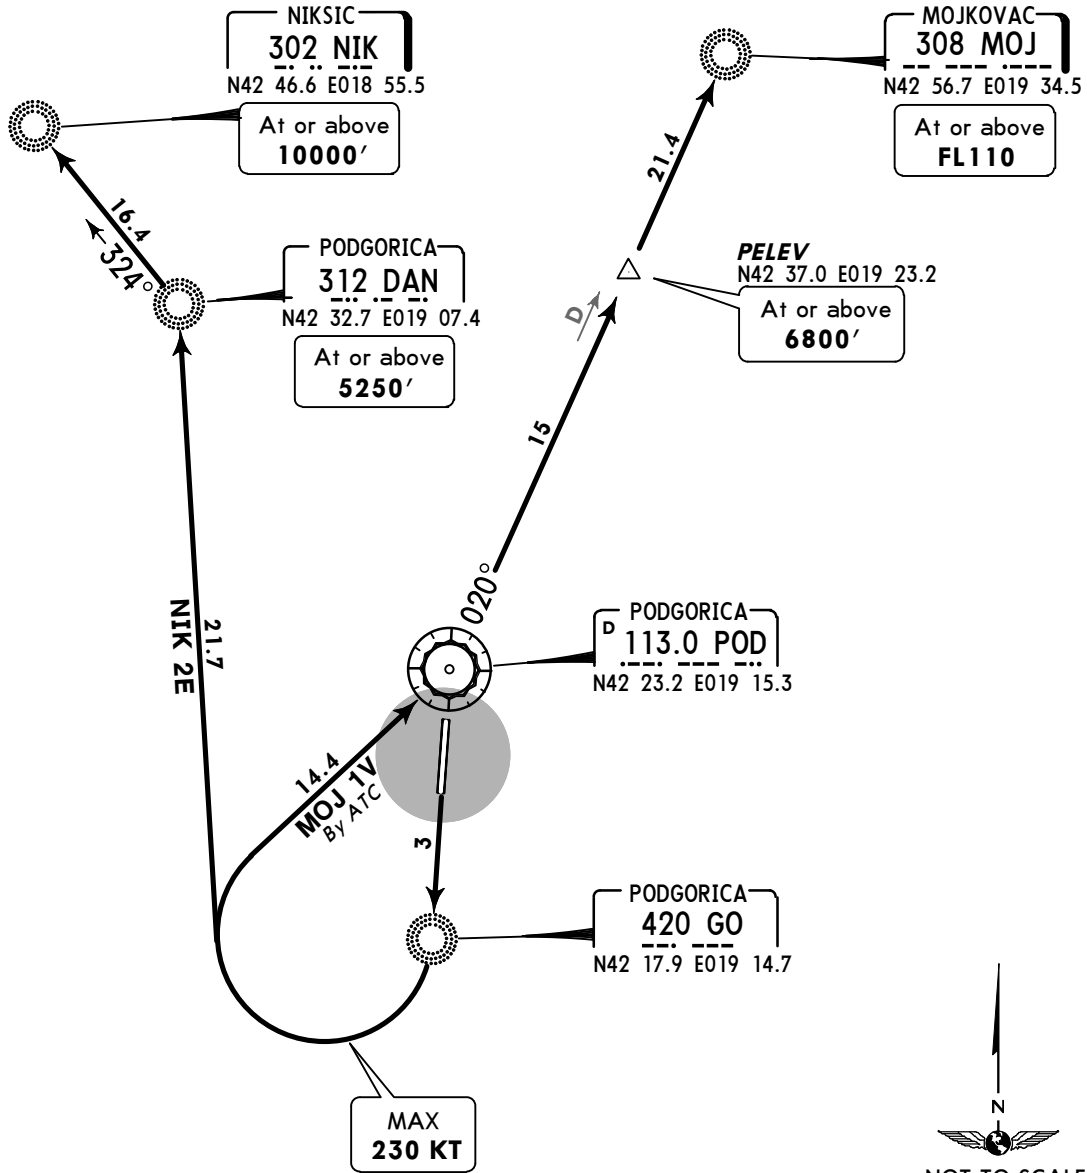 NIKSIC
302 NIK
N42 46.6 E018 55.5
At or above
10000′
MOJKOVAC
308 MOJ
N42 56.7 E019 34.5
At or above
FL110
16.4
324°
PODGORICA
312 DAN
N42 32.7 E019 07.4
At or above
5250′
21.4
PELEV
N42 37.0 E019 23.2
At or above
6800′
D
15
020°
21.7
NIK 2E
PODGORICA
D 113.0 POD
N42 23.2 E019 15.3
14.4
MOJ 1V
By ATC
3
PODGORICA
420 GO
N42 17.9 E019 14.7
MAX
230 KT
N
NOT TO SCALE